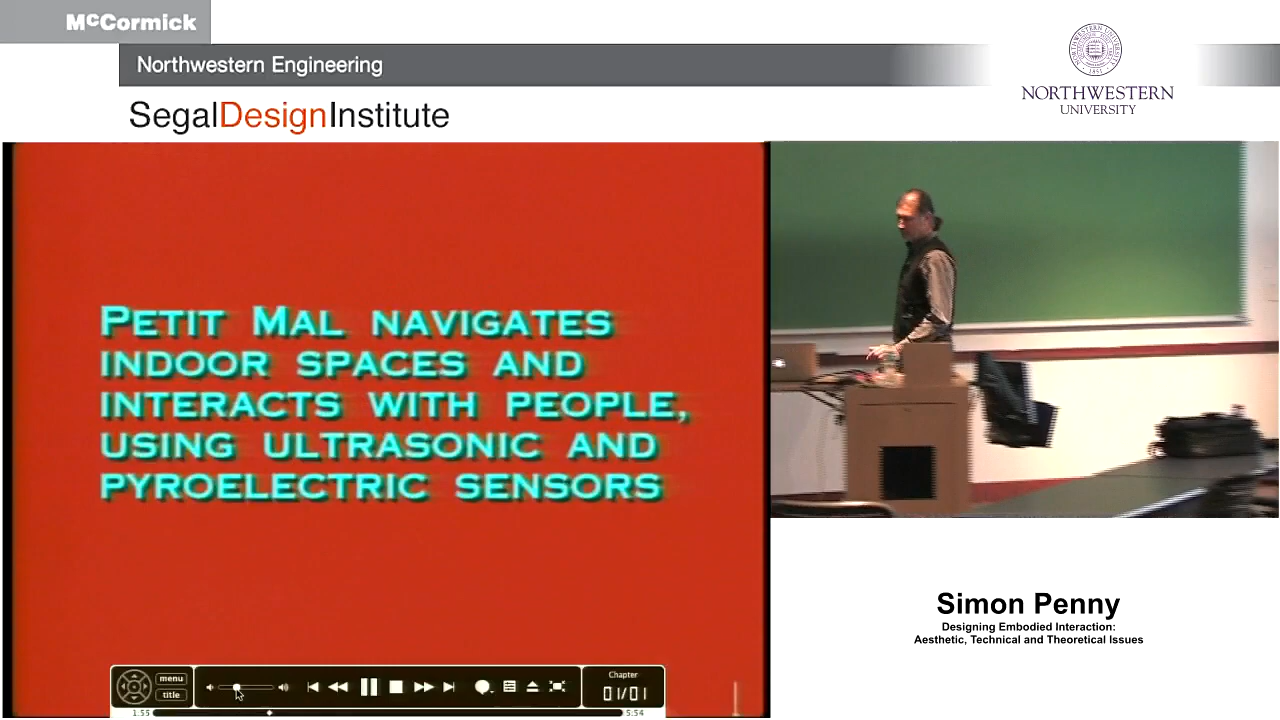 McCormick
Northwestern Engineering
SegalDesignInstitute
NORTHWESTERN
UNIVERSITY
1851
PETIT MAL NAVIGATES
INDOOR SPACES AND
INTERACTS WITH PEOPLE,
USING ULTRASONIC AND
PYROELECTRIC SENSORS
menu
title
Chapter
01/01
1:55
5:54
Simon Penny
Designing Embodied Interaction:
Aesthetic, Technical and Theoretical Issues